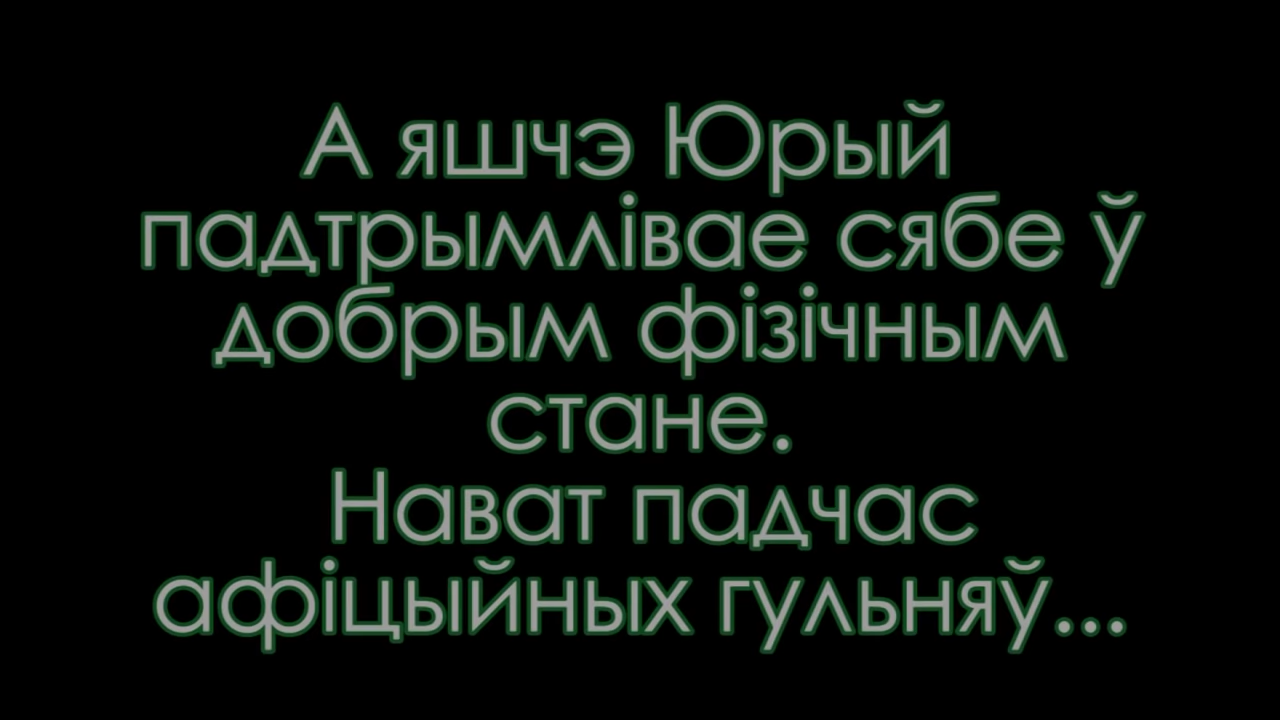 А яшчэ Юрый
падтрымлівае сябе ў
добрым фізічным
стане.
Нават падчас
афіцыйных гульняў...